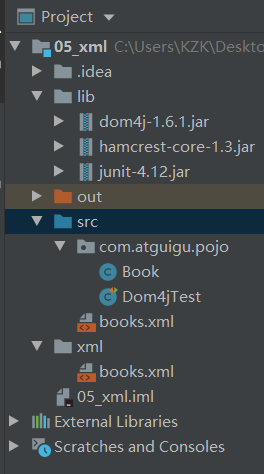 Project
05_xml C:\Users\KZK\Deskto
.idea
lib
dom4j-1.6.1.jar
hamcrest-core-1.3.jar
junit-4.12.jar
out
src
com.atguigu.pojo
Book
Dom4jTest
books.xml
xml
books.xml
05_xml.iml
External Libraries
Scratches and Consoles